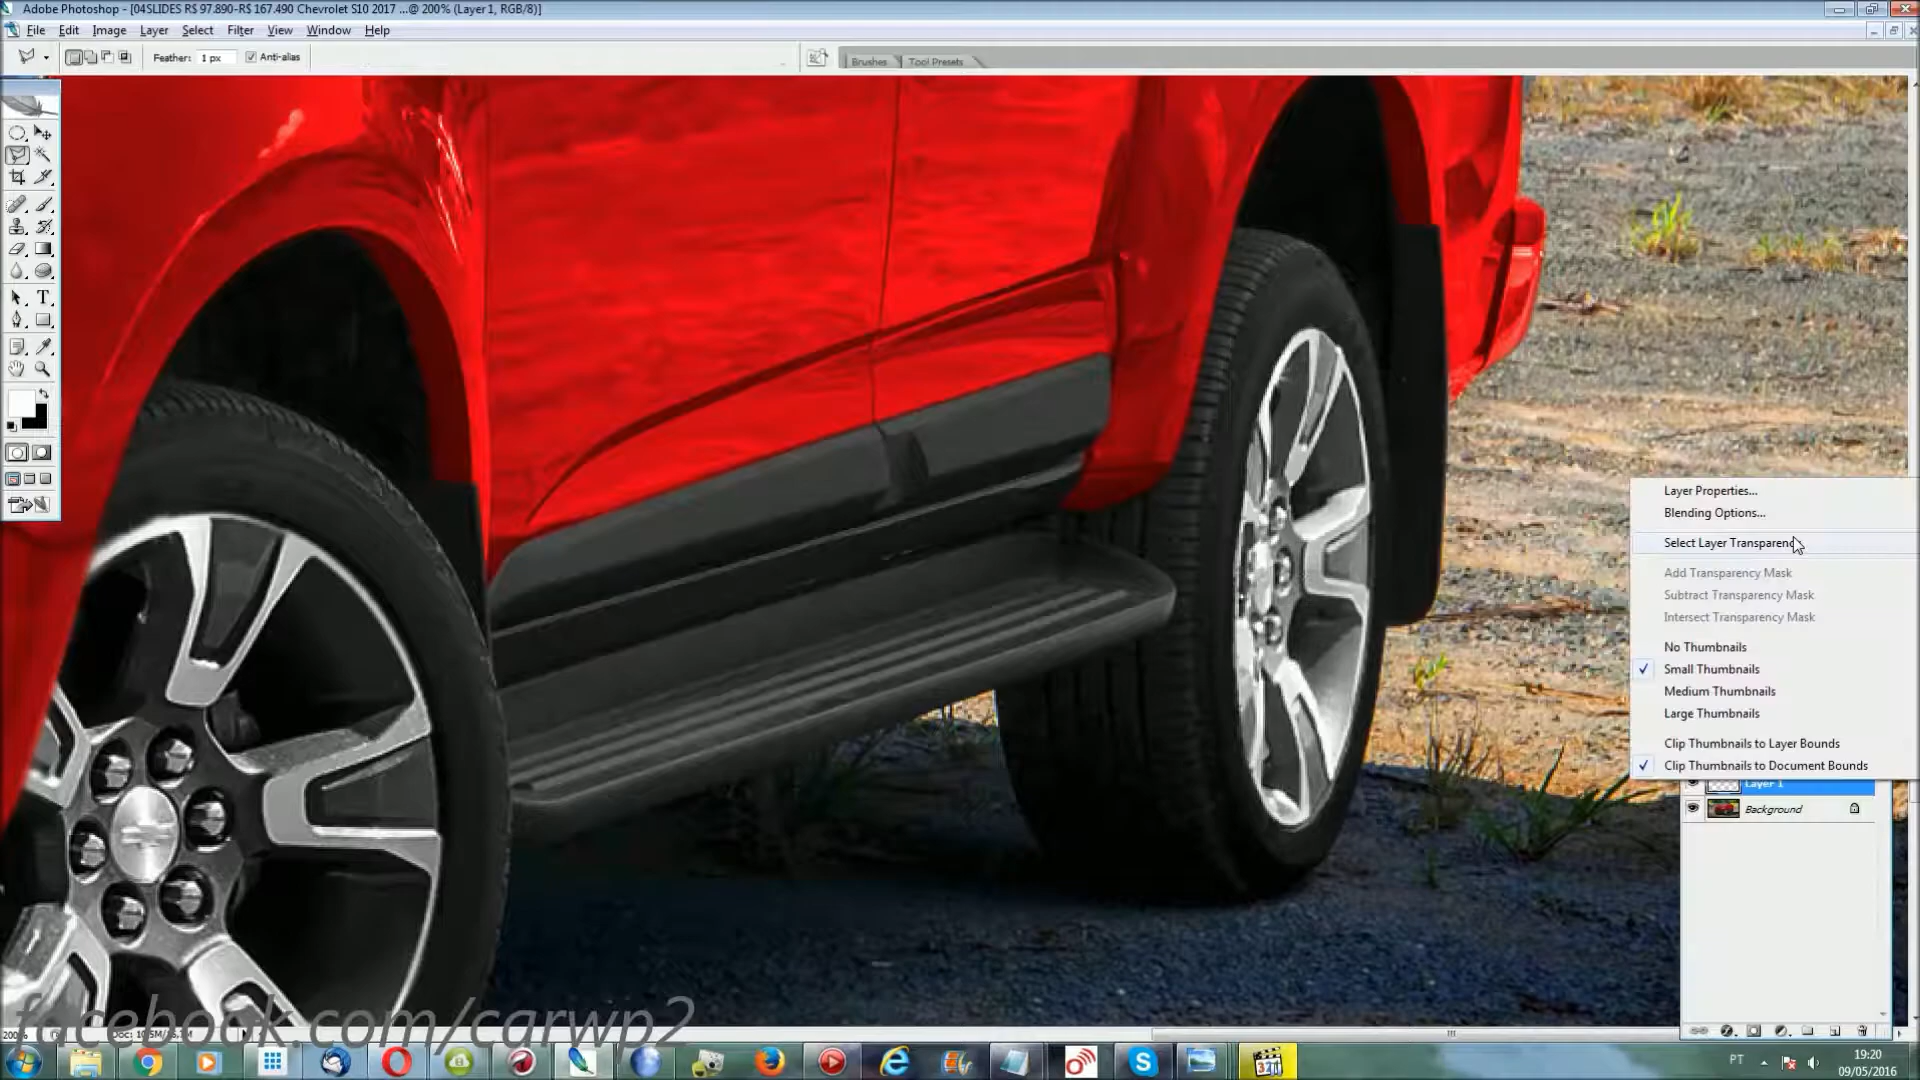 Adobe Photoshop - [04SLIDES R$ 97.890-R$ 167.490 Chevrolet S10 2017 ...@ 200% (Layer 1, RGB/8)]
File Edit Image Layer Select Filter View Window Help
Feather: 1 px Anti-alias
Brushes Tool Presets
Layer Properties...
Blending Options...
Select Layer Transparency
Add Transparency Mask
Subtract Transparency Mask
Intersect Transparency Mask
No Thumbnails
Small Thumbnails
Medium Thumbnails
Large Thumbnails
Clip Thumbnails to Layer Bounds
Clip Thumbnails to Document Bounds
Layer 1
Background
facebook.com/carwp2
200%
PT
19:20
09/05/2016
321